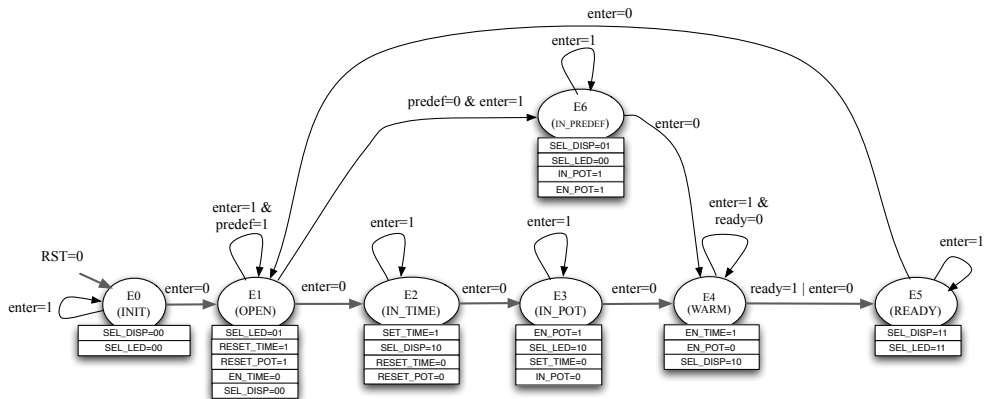 enter=0
enter=1
predef=0 & enter=1
E6
(IN_PREDEF)
enter=0
SEL_DISP=01
SEL_LED=00
IN_POT=1
EN_POT=1
RST=0
enter=1
E0
(INIT)
SEL_DISP=00
SEL_LED=00
enter=0
enter=1 &
predef=1
E1
(OPEN)
SEL_LED=01
RESET_TIME=1
RESET_POT=1
EN_TIME=0
SEL_DISP=00
enter=0
enter=1
E2
(IN_TIME)
SET_TIME=1
SEL_DISP=10
RESET_TIME=0
RESET_POT=0
enter=0
enter=1
E3
(IN_POT)
EN_POT=1
SEL_LED=10
SET_TIME=0
IN_POT=0
enter=0
enter=1 &
ready=0
E4
(WARM)
EN_TIME=1
EN_POT=0
SEL_DISP=10
ready=1 | enter=0
enter=1
E5
(READY)
SEL_DISP=11
SEL_LED=11